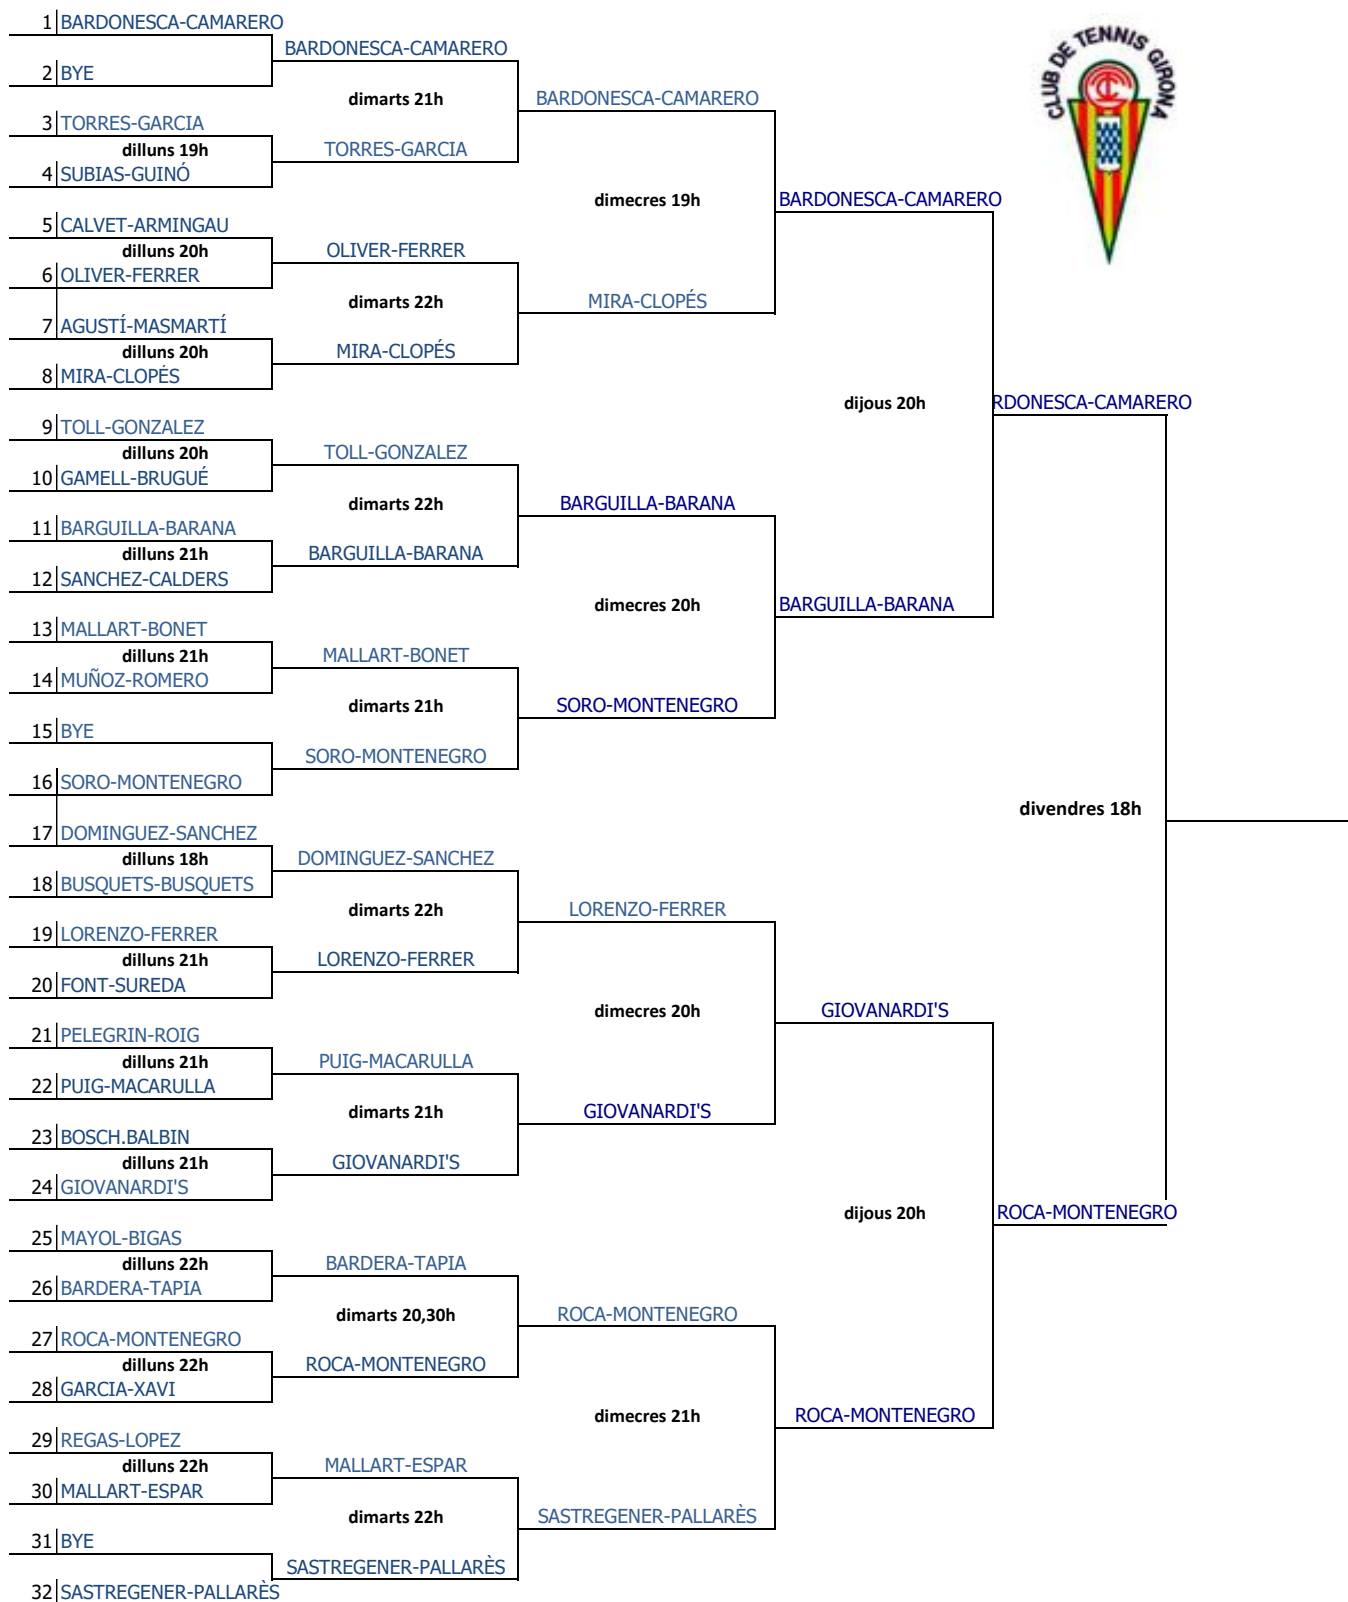 1 BARDONESCA-CAMARERO
BARDONESCA-CAMARERO
2 BYE
dimarts 21h
BARDONESCA-CAMARERO
3 TORRES-GARCIA
dilluns 19h
TORRES-GARCIA
4 SUBIAS-GUINÓ
dimecres 19h
BARDONESCA-CAMARERO
5 CALVET-ARMINGAU
dilluns 20h
OLIVER-FERRER
6 OLIVER-FERRER
dimarts 22h
MIRA-CLOPÉS
7 AGUSTÍ-MASMARTÍ
dilluns 20h
MIRA-CLOPÉS
8 MIRA-CLOPÉS
dijous 20h
RDONESCA-CAMARERO
9 TOLL-GONZALEZ
dilluns 20h
TOLL-GONZALEZ
10 GAMELL-BRUGUÉ
dimarts 22h
BARGUILLA-BARANA
11 BARGUILLA-BARANA
dilluns 21h
BARGUILLA-BARANA
12 SANCHEZ-CALDERS
dimecres 20h
BARGUILLA-BARANA
13 MALLART-BONET
dilluns 21h
MALLART-BONET
14 MUÑOZ-ROMERO
dimarts 21h
SORO-MONTENEGRO
15 BYE
SORO-MONTENEGRO
16 SORO-MONTENEGRO
divendres 18h
17 DOMINGUEZ-SANCHEZ
dilluns 18h
DOMINGUEZ-SANCHEZ
18 BUSQUETS-BUSQUETS
dimarts 22h
LORENZO-FERRER
19 LORENZO-FERRER
dilluns 21h
LORENZO-FERRER
20 FONT-SUREDA
dimecres 20h
GIOVANARDI'S
21 PELEGRIN-ROIG
dilluns 21h
PUIG-MACARULLA
22 PUIG-MACARULLA
dimarts 21h
GIOVANARDI'S
23 BOSCH.BALBIN
dilluns 21h
GIOVANARDI'S
24 GIOVANARDI'S
dijous 20h
ROCA-MONTENEGRO
25 MAYOL-BIGAS
dilluns 22h
BARDERA-TAPIA
26 BARDERA-TAPIA
dimarts 20,30h
ROCA-MONTENEGRO
27 ROCA-MONTENEGRO
dilluns 22h
ROCA-MONTENEGRO
28 GARCIA-XAVI
dimecres 21h
ROCA-MONTENEGRO
29 REGAS-LOPEZ
dilluns 22h
MALLART-ESPAR
30 MALLART-ESPAR
dimarts 22h
SASTREGENER-PALLARÈS
31 BYE
SASTREGENER-PALLARÈS
32 SASTREGENER-PALLARÈS
CLUB DE TENNIS GIRONA